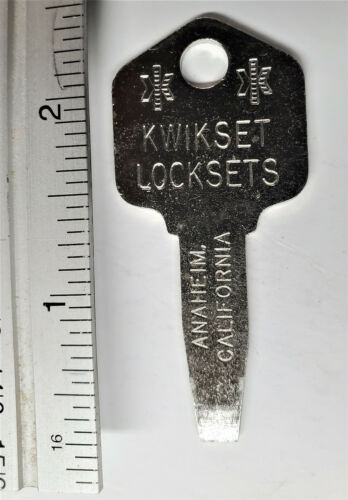 KWIKSET
LOCKSETS
ANAHEIM,
CALIFORNIA
2
1
16